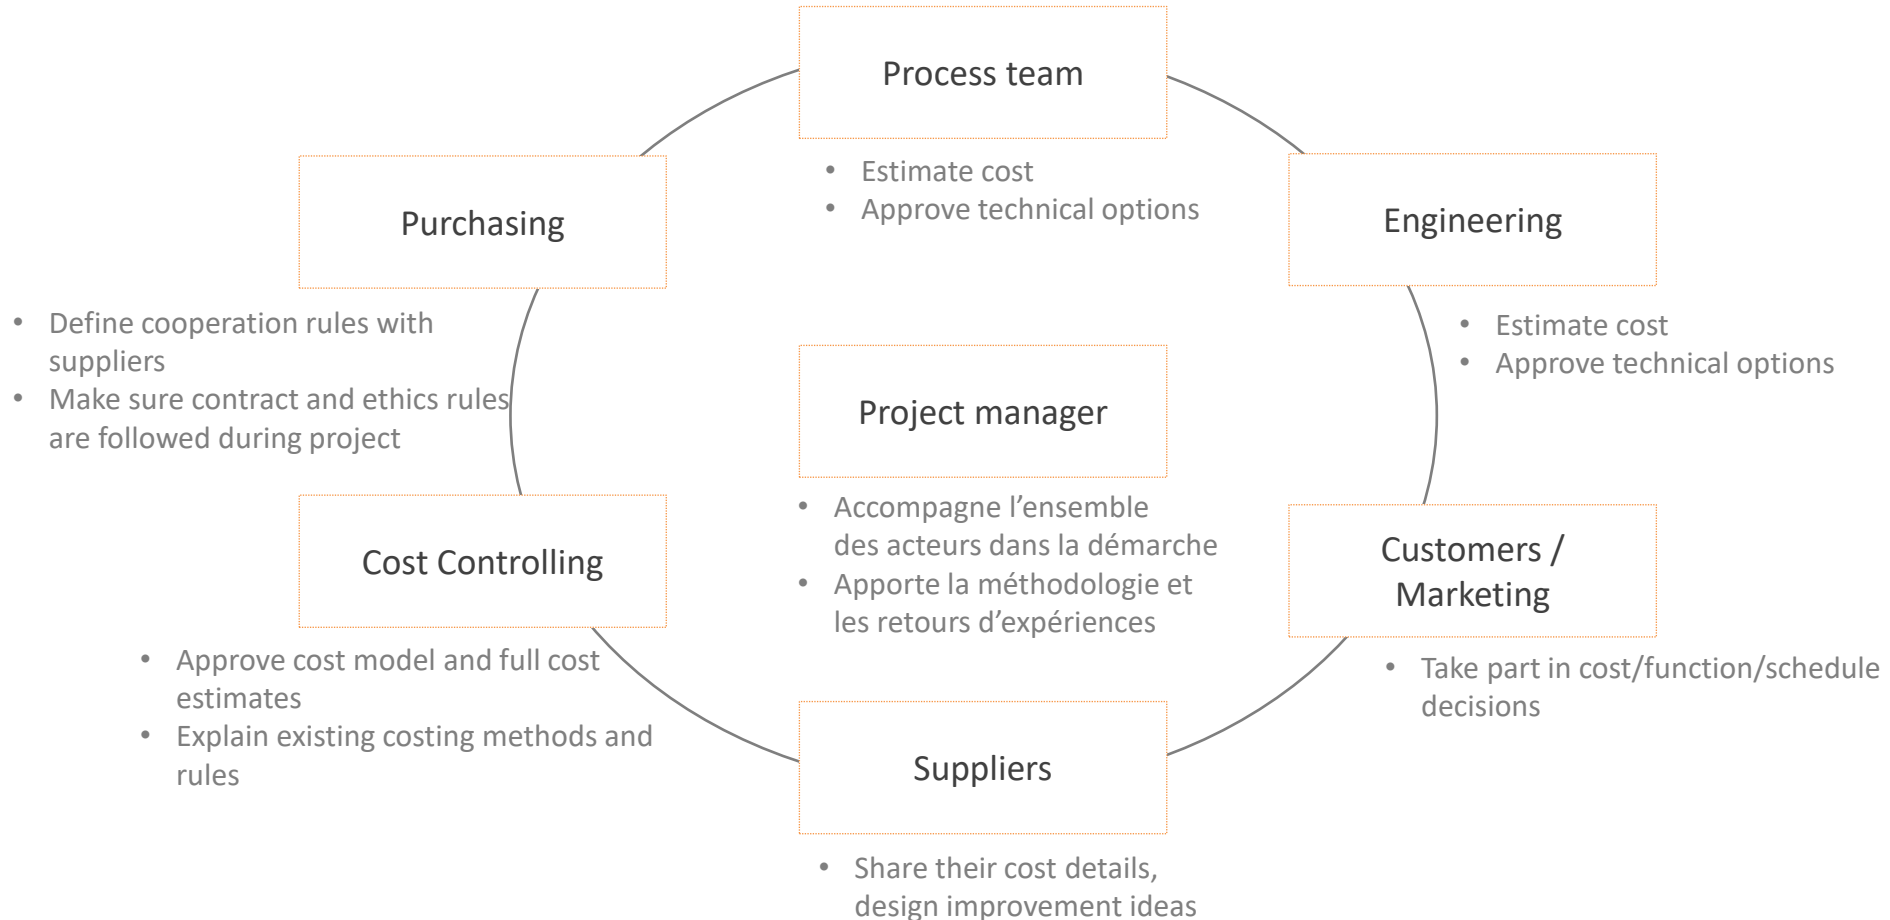 Process team
• Estimate cost
• Approve technical options
Purchasing
• Define cooperation rules with
suppliers
• Make sure contract and ethics rules
are followed during project
Engineering
• Estimate cost
• Approve technical options
Project manager
• Accompagne l’ensemble
des acteurs dans la démarche
• Apporte la méthodologie et
les retours d’expériences
Cost Controlling
• Approve cost model and full cost
estimates
• Explain existing costing methods and
rules
Customers /
Marketing
• Take part in cost/function/schedule
decisions
Suppliers
• Share their cost details,
design improvement ideas